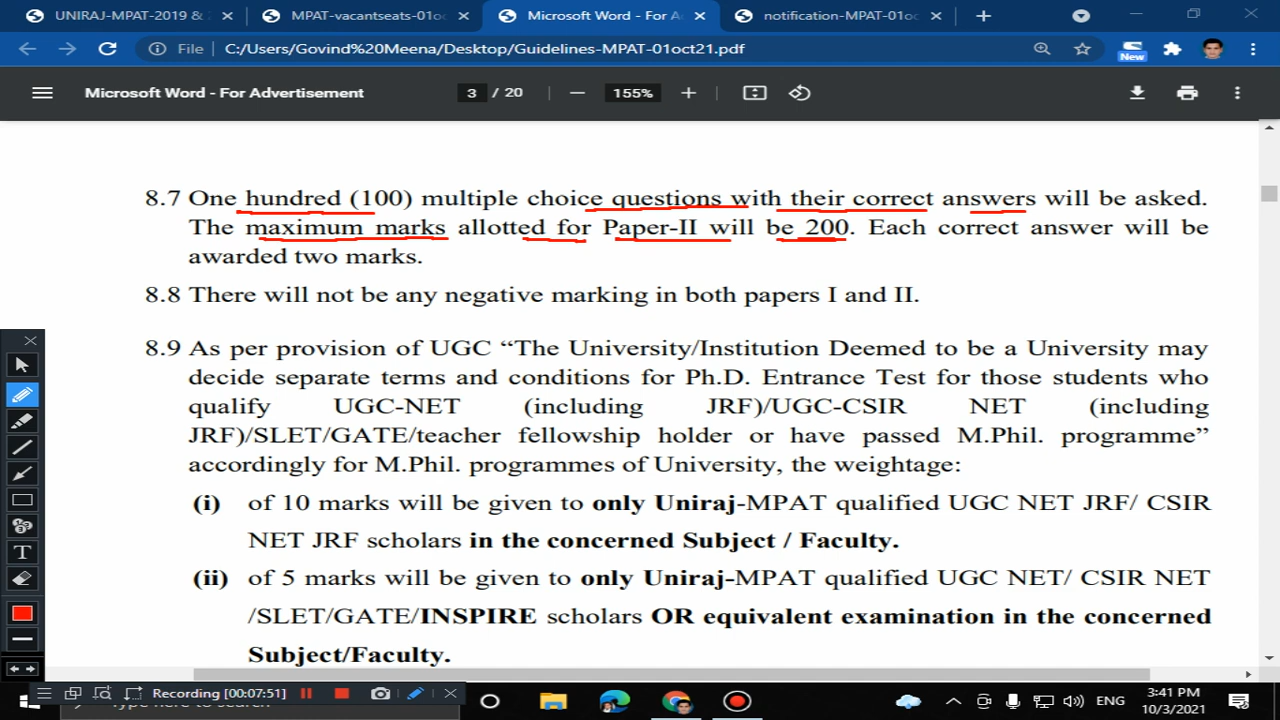 UNIRAJ-MPAT-2019 &
MPAT-vacantseats-01oc
Microsoft Word - For A
notification-MPAT-01oc
File
C:/Users/Govind%20Meena/Desktop/Guidelines-MPAT-01oct21.pdf
New
Microsoft Word - For Advertisement
3 / 20
155%
8.7 One hundred (100) multiple choice questions with their correct answers will be asked.
The maximum marks allotted for Paper-II will be 200. Each correct answer will be
awarded two marks.
8.8 There will not be any negative marking in both papers I and II.
8.9 As per provision of UGC “The University/Institution Deemed to be a University may
decide separate terms and conditions for Ph.D. Entrance Test for those students who
qualify UGC-NET (including JRF)/UGC-CSIR NET (including
JRF)/SLET/GATE/teacher fellowship holder or have passed M.Phil. programme”
accordingly for M.Phil. programmes of University, the weightage:
(i) of 10 marks will be given to only Uniraj-MPAT qualified UGC NET JRF/ CSIR
NET JRF scholars in the concerned Subject / Faculty.
(ii) of 5 marks will be given to only Uniraj-MPAT qualified UGC NET/ CSIR NET
/SLET/GATE/INSPIRE scholars OR equivalent examination in the concerned
Subject/Faculty.
T
Recording [00:07:51]
Type here to search
ENG
3:41 PM
10/3/2021